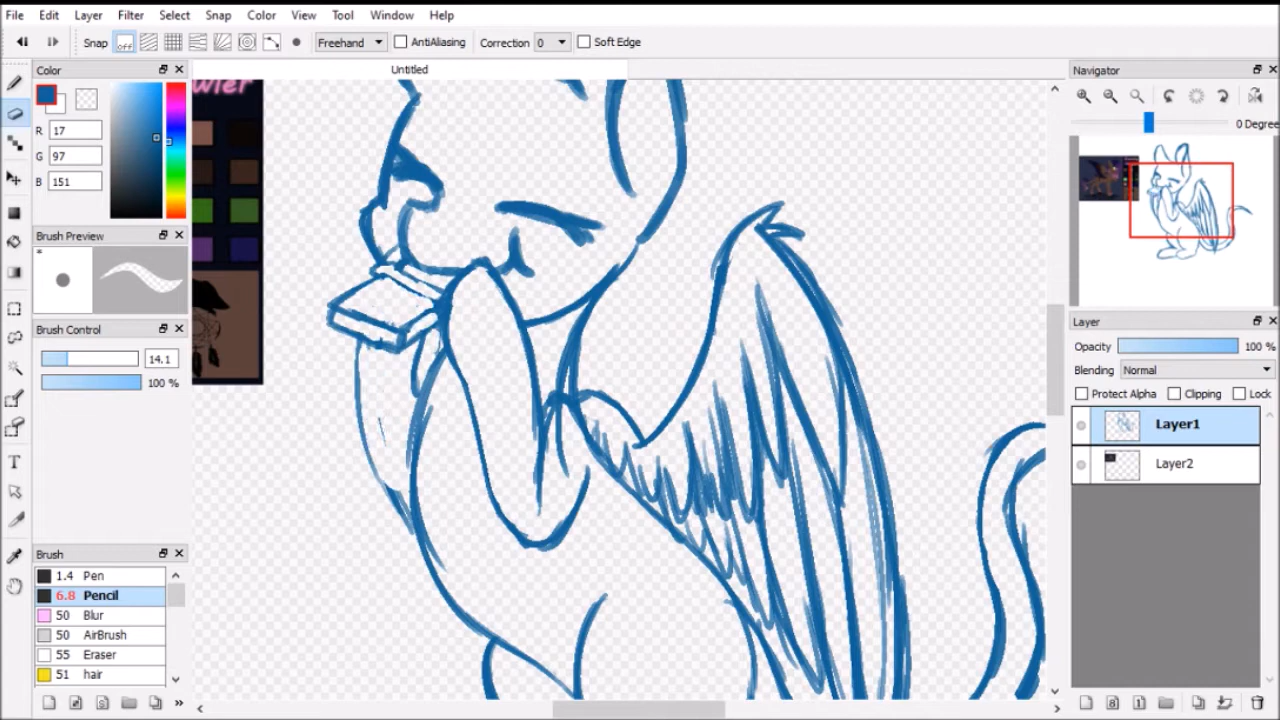 File Edit Layer Filter Select Snap Color View Tool Window Help
Snap off Freehand AntiAliasing Correction 0 Soft Edge
Color
Untitled
Navigator
R 17
G 97
B 151
0 Degree
Brush Preview
*
Brush Control
14.1
100 %
Layer
Opacity 100 %
Blending Normal
Protect Alpha Clipping Lock
Layer1
Layer2
T
Brush
1.4 Pen
6.8 Pencil
50 Blur
50 AirBrush
55 Eraser
51 hair